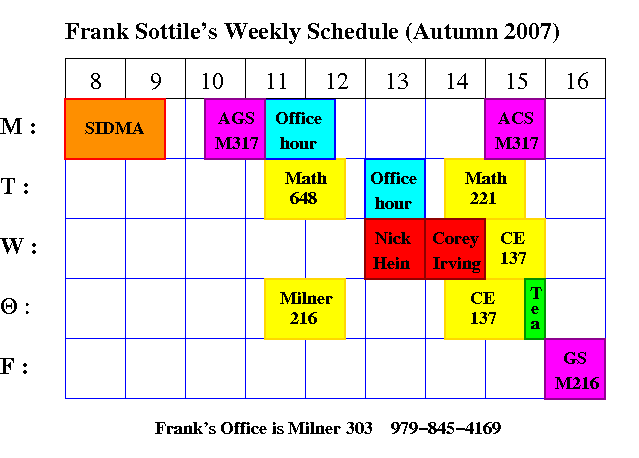 Frank Sottile's Weekly Schedule (Autumn 2007)
8 9 10 11 12 13 14 15 16
M :
SIDMA
AGS
M317
Office
hour
ACS
M317
T :
Math
648
Office
hour
Math
221
W :
Nick
Hein
Corey
Irving
CE
137
Θ :
Milner
216
CE
137
T
e
a
F :
GS
M216
Frank's Office is Milner 303 979−845−4169